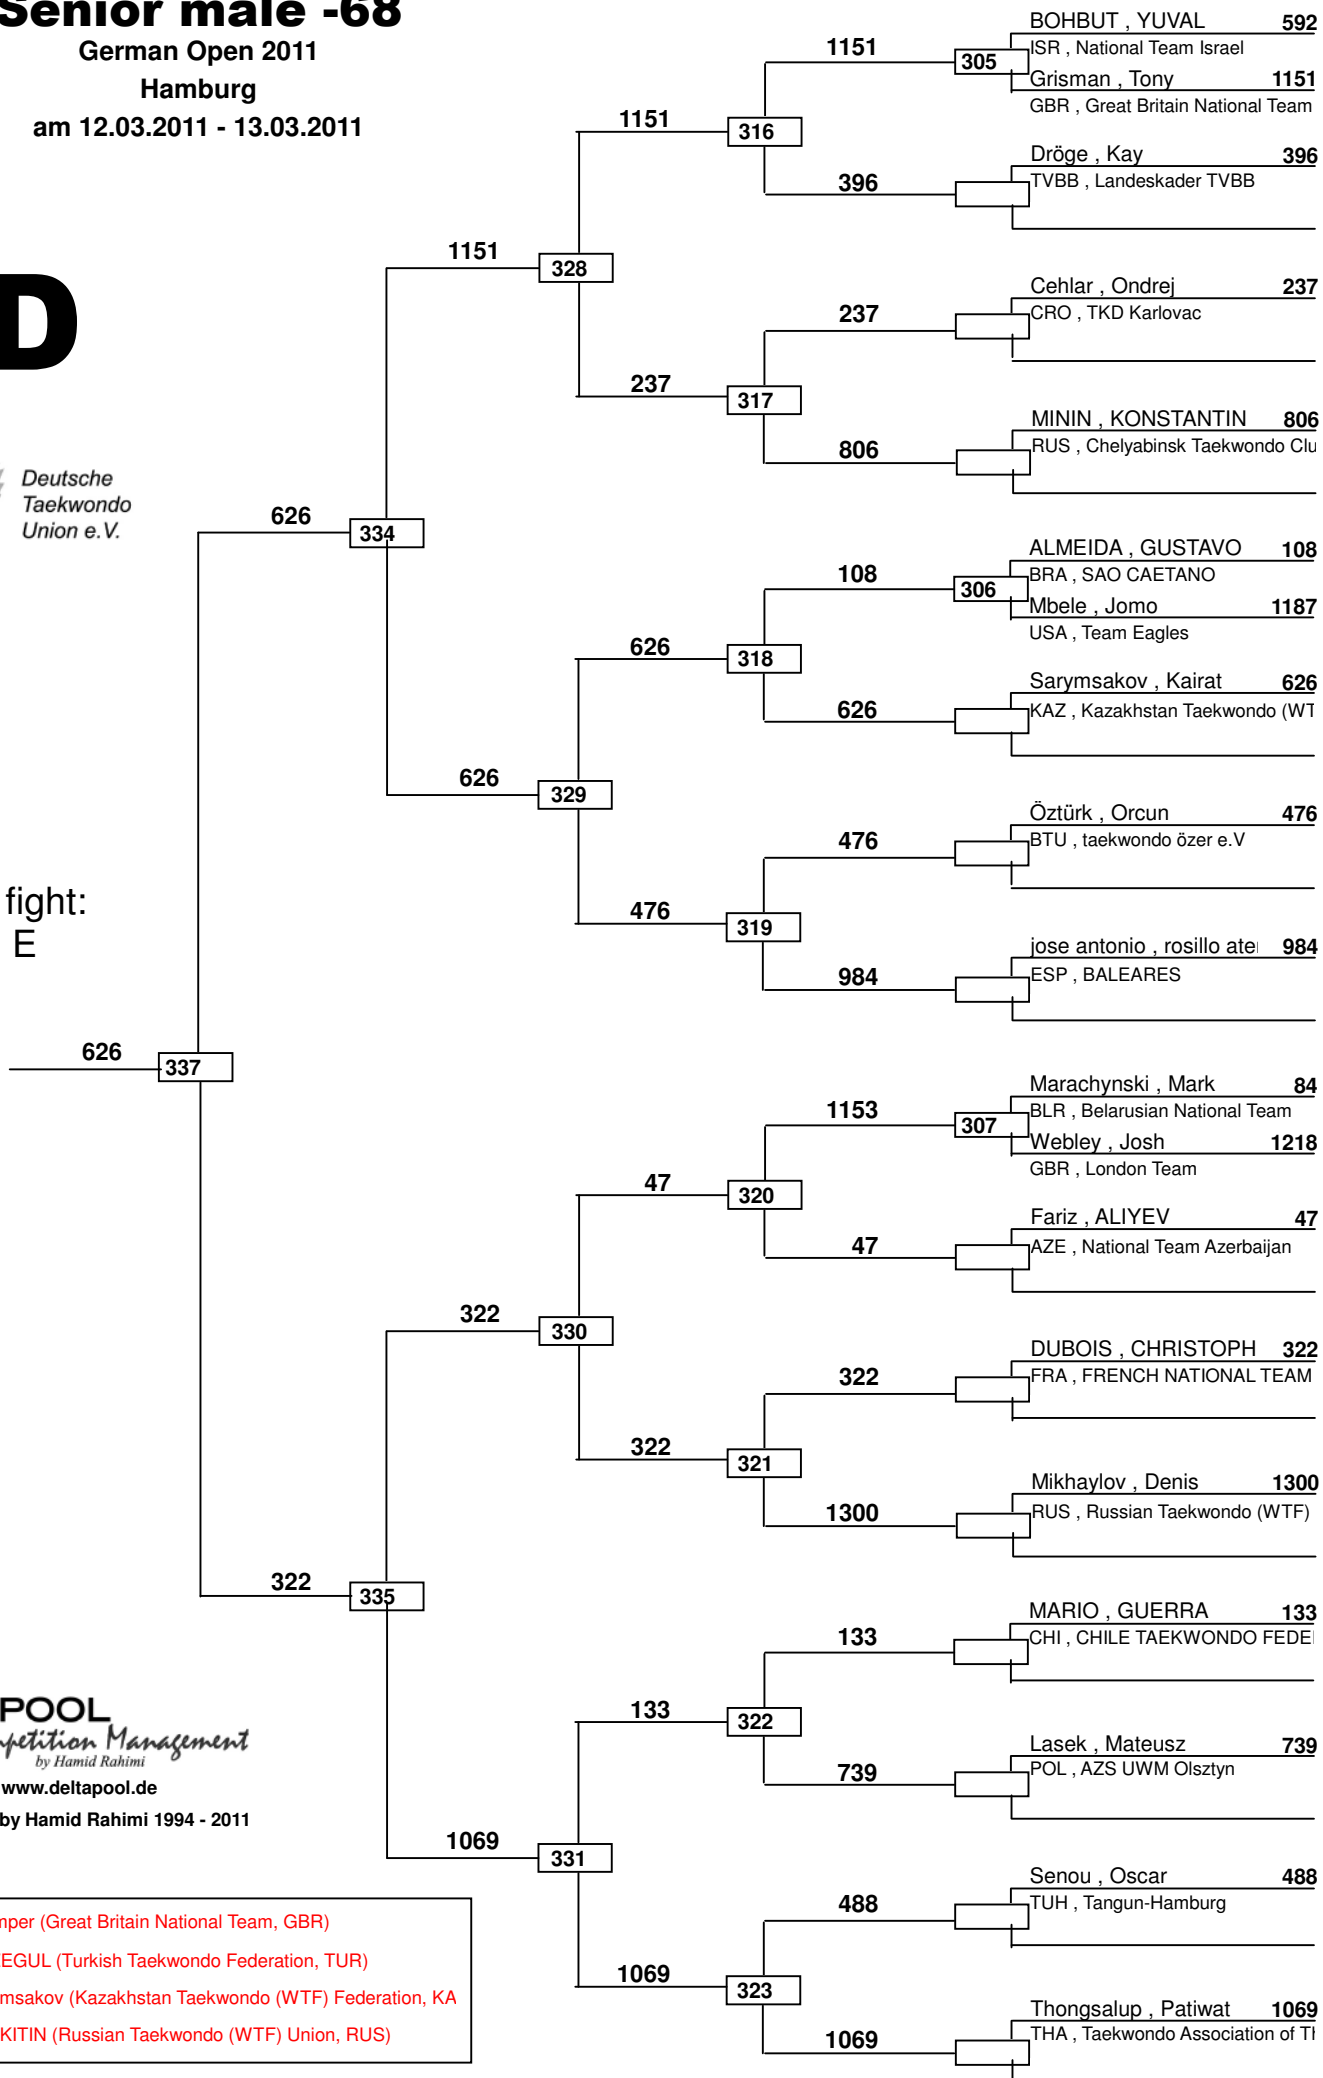 Senior male -68
German Open 2011
Hamburg
am 12.03.2011 - 13.03.2011
D
Deutsche
Taekwondo
Union e.V.
fight:
E
626
337
626
334
322
335
1151
328
626
329
322
330
1069
331
1151
316
237
317
626
318
476
319
47
320
322
321
133
322
1069
323
1151
305
396
237
806
108
306
626
476
984
1153
307
47
322
1300
133
739
488
1069
BOHBUT , YUVAL 592
ISR , National Team Israel
Grisman , Tony 1151
GBR , Great Britain National Team
Dröge , Kay 396
TVBB , Landeskader TVBB
Cehlar , Ondrej 237
CRO , TKD Karlovac
MININ , KONSTANTIN 806
RUS , Chelyabinsk Taekwondo Clu
ALMEIDA , GUSTAVO 108
BRA , SAO CAETANO
Mbele , Jomo 1187
USA , Team Eagles
Sarymsakov , Kairat 626
KAZ , Kazakhstan Taekwondo (WT
Öztürk , Orcun 476
BTU , taekwondo özer e.V
jose antonio , rosillo ate 984
ESP , BALEARES
Marachynski , Mark 84
BLR , Belarusian National Team
Webley , Josh 1218
GBR , London Team
Fariz , ALIYEV 47
AZE , National Team Azerbaijan
DUBOIS , CHRISTOPH 322
FRA , FRENCH NATIONAL TEAM
Mikhaylov , Denis 1300
RUS , Russian Taekwondo (WTF)
MARIO , GUERRA 133
CHI , CHILE TAEKWONDO FEDE
Lasek , Mateusz 739
POL , AZS UWM Olsztyn
Senou , Oscar 488
TUH , Tangun-Hamburg
Thongsalup , Patiwat 1069
THA , Taekwondo Association of Th
POOL
mpetition Management
by Hamid Rahimi
www.deltapool.de
by Hamid Rahimi 1994 - 2011
mper (Great Britain National Team, GBR)
EGUL (Turkish Taekwondo Federation, TUR)
msakov (Kazakhstan Taekwondo (WTF) Federation, KA
KITIN (Russian Taekwondo (WTF) Union, RUS)